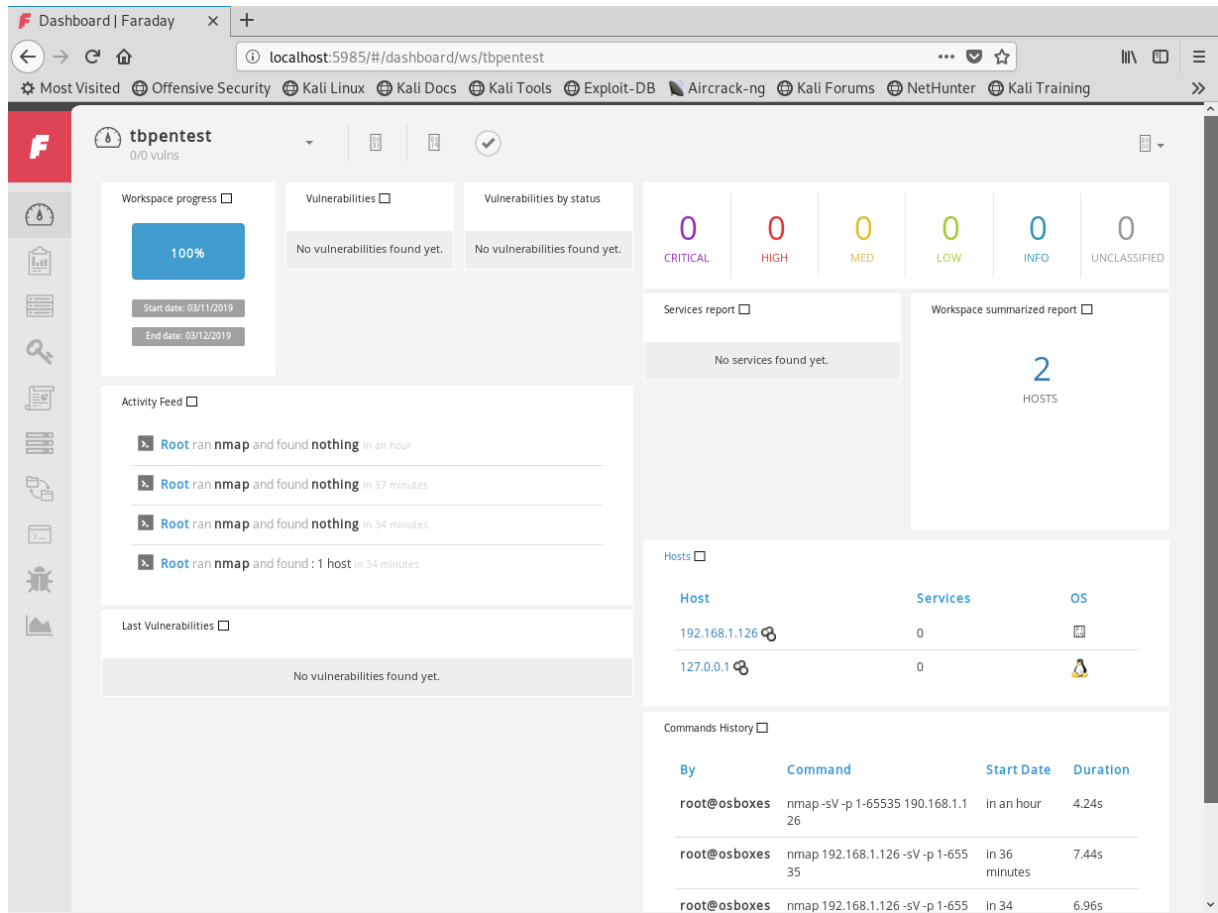 Dashboard | Faraday
localhost:5985/#/dashboard/ws/tbpentest
Most Visited Offensive Security Kali Linux Kali Docs Kali Tools Exploit-DB Aircrack-ng Kali Forums NetHunter Kali Training
tbpentest
0/0 vulns
Workspace progress
100%
Start date: 03/11/2019
End date: 03/12/2019
Vulnerabilities
No vulnerabilities found yet.
Vulnerabilities by status
No vulnerabilities found yet.
0 0 0 0 0 0
CRITICAL HIGH MED LOW INFO UNCLASSIFIED
Services report
No services found yet.
Workspace summarized report
2
HOSTS
Activity Feed
Root ran nmap and found nothing in an hour
Root ran nmap and found nothing in 37 minutes
Root ran nmap and found nothing in 34 minutes
Root ran nmap and found : 1 host in 34 minutes
Last Vulnerabilities
No vulnerabilities found yet.
Hosts
Host Services OS
192.168.1.126 0
127.0.0.1 0
Commands History
By Command Start Date Duration
root@osboxes nmap -sV -p 1-65535 190.168.1.1 in an hour 4.24s
26
root@osboxes nmap 192.168.1.126 -sV -p 1-655 in 36 7.44s
35 minutes
root@osboxes nmap 192.168.1.126 -sV -p 1-655 in 34 6.96s